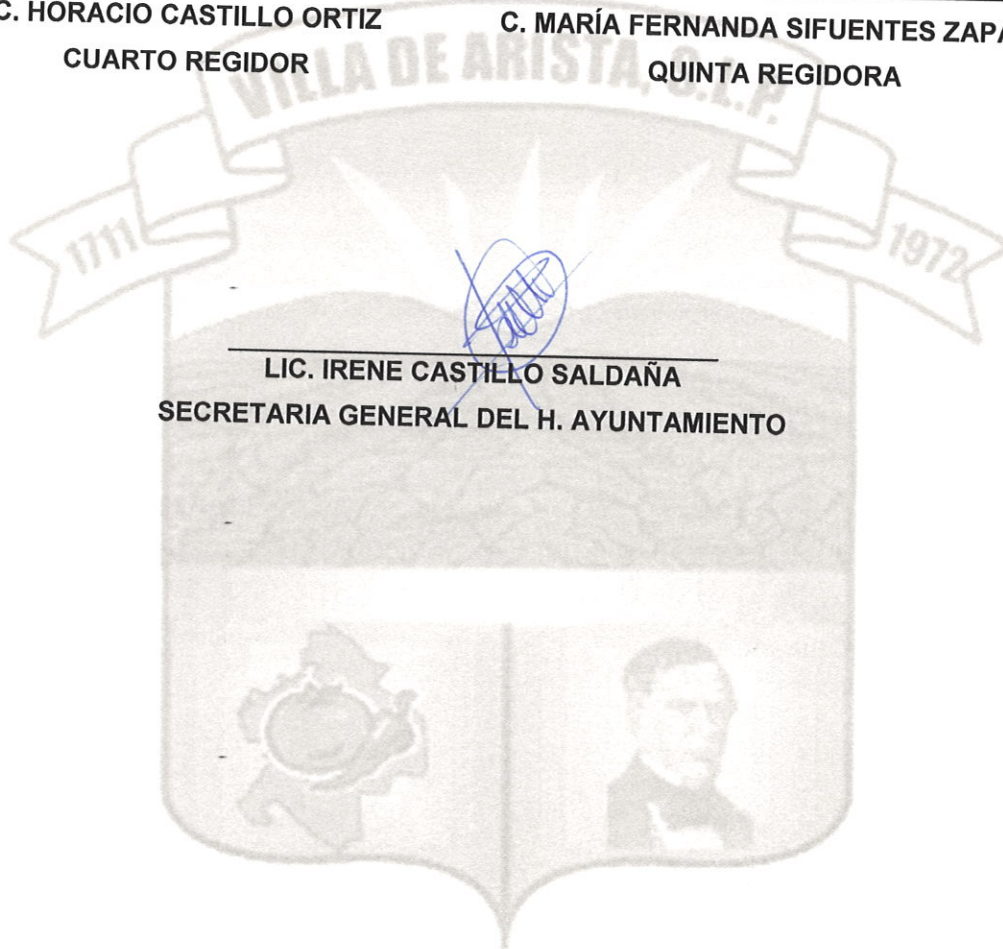 C. HORACIO CASTILLO ORTIZ
CUARTO REGIDOR
C. MARÍA FERNANDA SIFUENTES
QUINTA REGIDORA
VILLA DE ARISTA, S.L.P.
1711
1972
LIC. IRENE CASTILLO SALDAÑA
SECRETARIA GENERAL DEL H. AYUNTAMIENTO